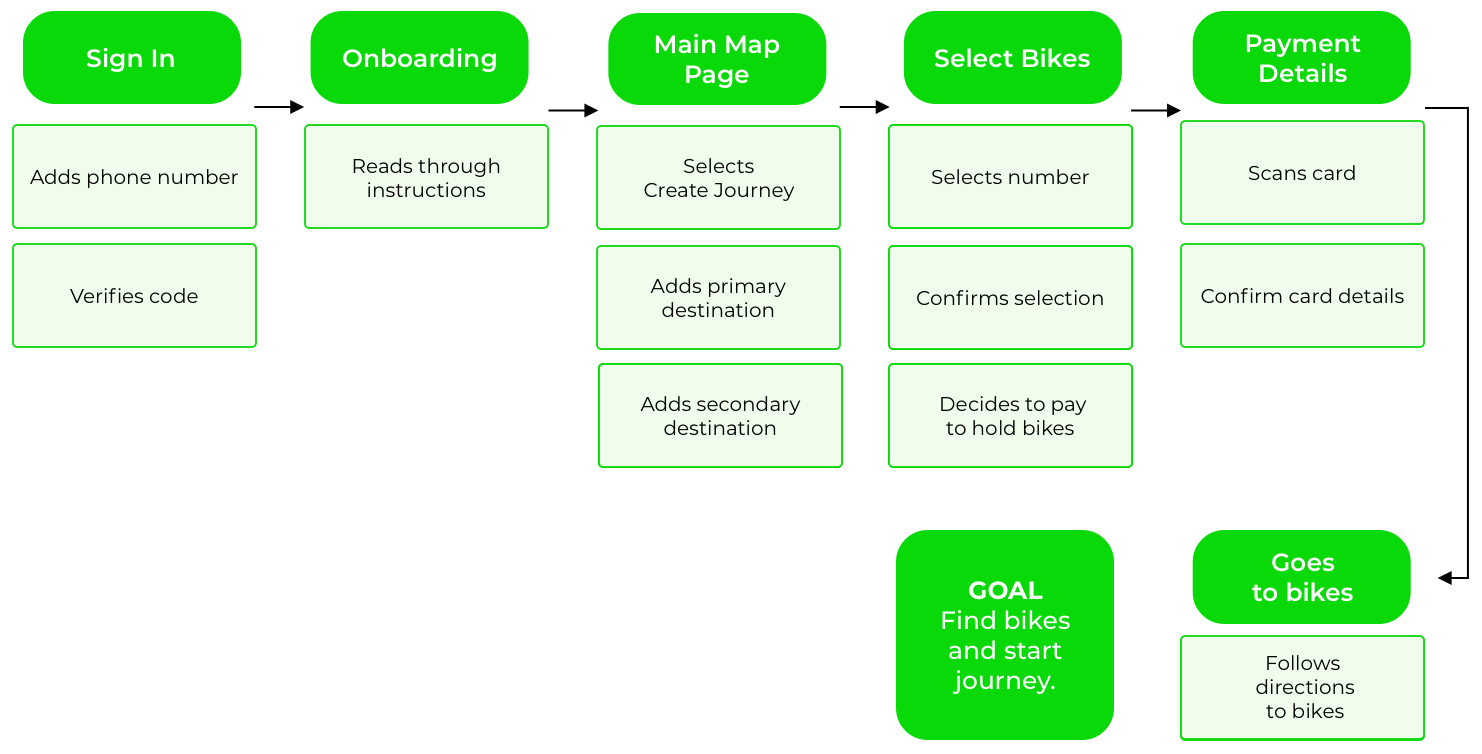 Sign In
Adds phone number
Verifies code
Onboarding
Reads through
instructions
Main Map
Page
Selects
Create Journey
Adds primary
destination
Adds secondary
destination
Select Bikes
Selects number
Confirms selection
Decides to pay
to hold bikes
Payment
Details
Scans card
Confirm card details
Goes
to bikes
Follows
directions
to bikes
GOAL
Find bikes
and start
journey.